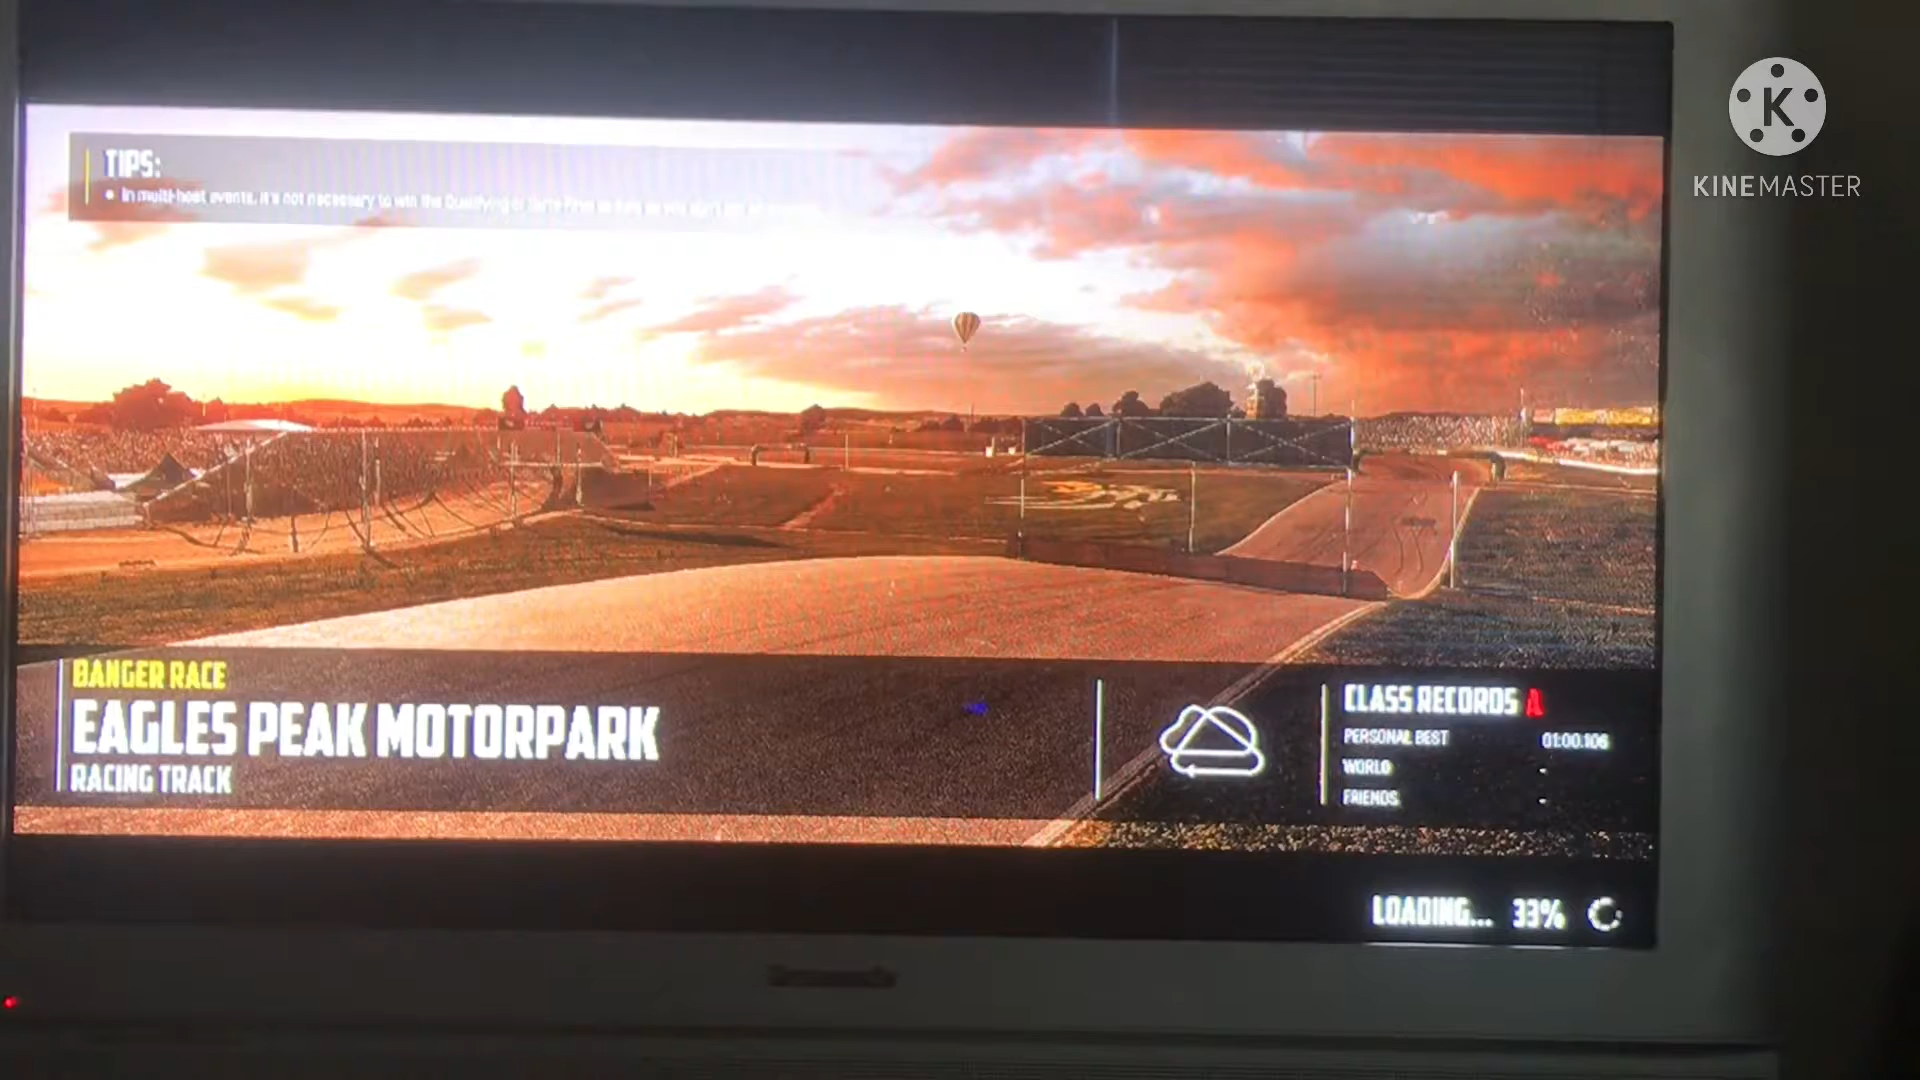 TIPS:
• In multi-heat events, it's not necessary to win the Qualifying or
K
KINEMASTER
BANGER RACE
EAGLES PEAK MOTORPARK
RACING TRACK
CLASS RECORDS A
PERSONAL BEST 01:00.106
WORLD -
FRIENDS -
LOADING... 33%